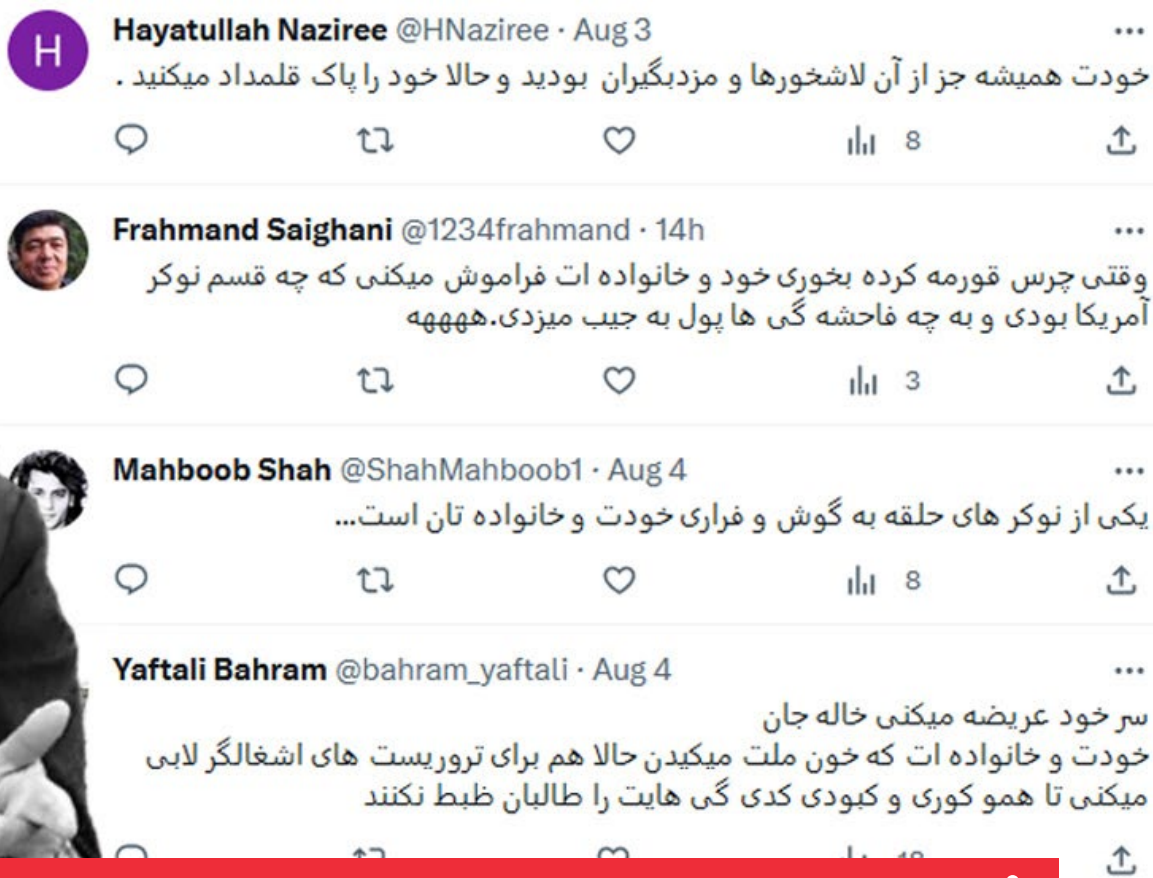 H
Hayatullah Naziree @HNaziree · Aug 3
خودت همیشه جز از آن لاشخورها و مزدبگیران بودید و حالا خود را پاک قلمداد میکنید .
8
Frahmand Saighani @1234frahmand · 14h
وقتی چرس قورمه کرده بخوری خود و خانواده ات فراموش میکنی که چه قسم نوکر
آمریکا بودی و به چه فاحشه گی ها پول به جیب میزدی.هههههه
3
Mahboob Shah @ShahMahboob1 · Aug 4
یکی از نوکر های حلقه به گوش و فراری خودت و خانواده تان است...
8
Yaftali Bahram @bahram_yaftali · Aug 4
سر خود عریضه میکنی خاله جان
خودت و خانواده ات که خون ملت میکیدن حالا هم برای تروریست های اشغالگر لابی
میکنی تا همو کوری و کبودی کدی گی هایت را طالبان ظبط نکنند